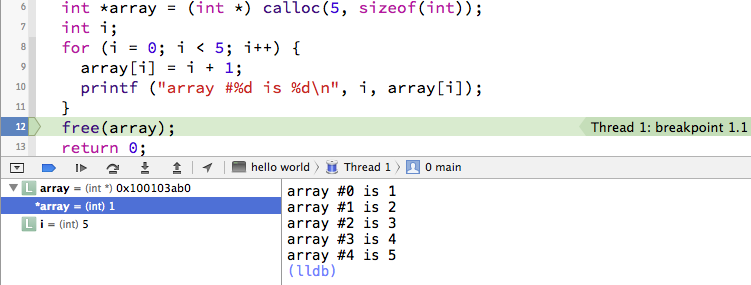 6 int *array = (int *) calloc(5, sizeof(int));
7 int i;
8 for (i = 0; i < 5; i++) {
9 array[i] = i + 1;
10 printf ("array #%d is %d\n", i, array[i]);
11 }
12 free(array); Thread 1: breakpoint 1.1
13 return 0;
hello world 〉 Thread 1 〉 0 main
L array = (int *) 0x100103ab0
*array = (int) 1
L i = (int) 5
array #0 is 1
array #1 is 2
array #2 is 3
array #3 is 4
array #4 is 5
(lldb)